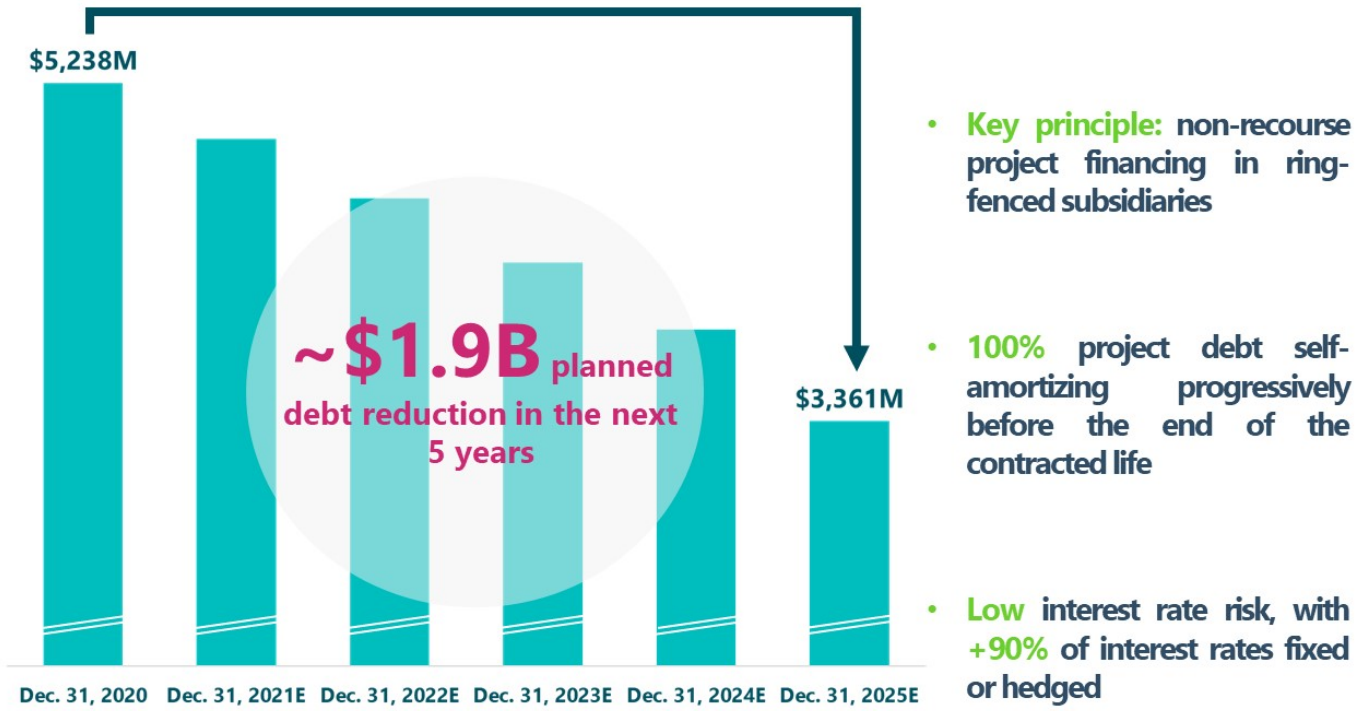 $5,238M
~$1.9B planned
debt reduction in the next
5 years
$3,361M
Dec. 31, 2020 Dec. 31, 2021E Dec. 31, 2022E Dec. 31, 2023E Dec. 31, 2024E Dec. 31, 2025E
• Key principle: non-recourse
project financing in ring-
fenced subsidiaries
• 100% project debt self-
amortizing progressively
before the end of the
contracted life
• Low interest rate risk, with
+90% of interest rates fixed
or hedged